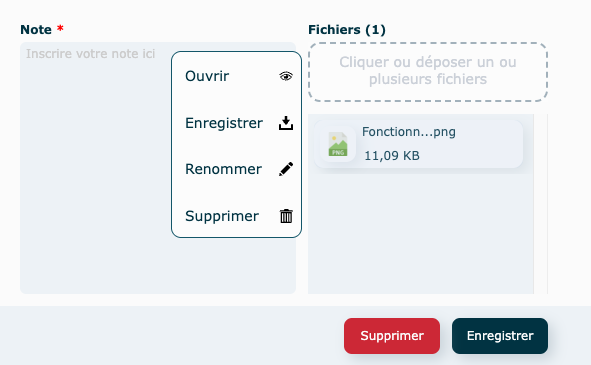 Note *
Inscrire votre note ici
Ouvrir
Enregistrer
Renommer
Supprimer
Fichiers (1)
Cliquer ou déposer un ou
plusieurs fichiers
PNG
Fonctionn...png
11,09 KB
Supprimer
Enregistrer